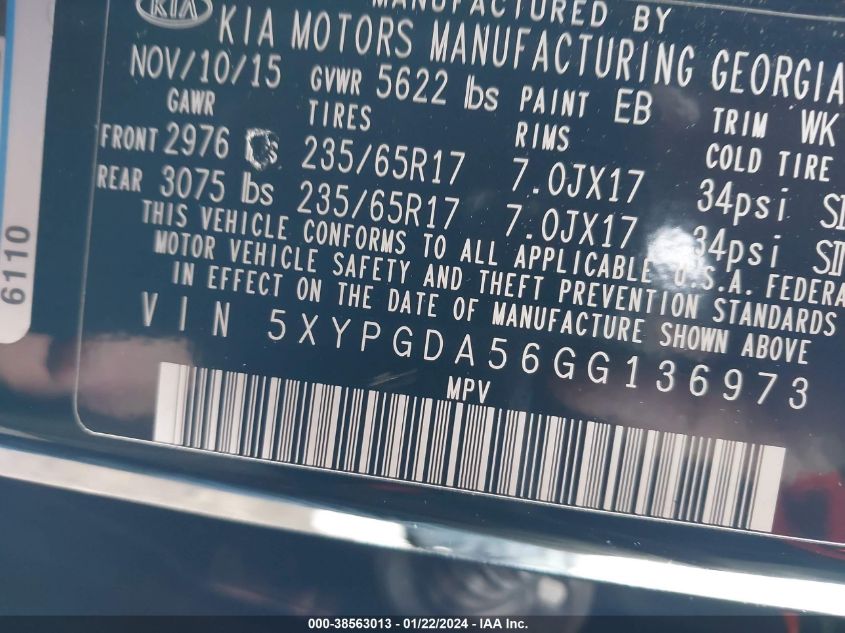 KIA
MANUFACTURED BY
KIA MOTORS MANUFACTURING GEORGIA
NOV/10/15 GVWR 5622 lbs PAINT EB TRIM WK
GAWR TIRES RIMS COLD TIRE
FRONT 2976 235/65R17 7.0JX17 34psi
REAR 3075 lbs 235/65R17 7.0JX17 34psi
THIS VEHICLE CONFORMS TO ALL APPLICABLE U.S.A. FEDERA
MOTOR VEHICLE SAFETY AND THEFT PREVENTION STANDARDS
IN EFFECT ON THE DATE OF MANUFACTURE SHOWN ABOVE
VIN 5XYPGDA56GG136973
MPV
6110
000-38563013 - 01/22/2024 - IAAI.com